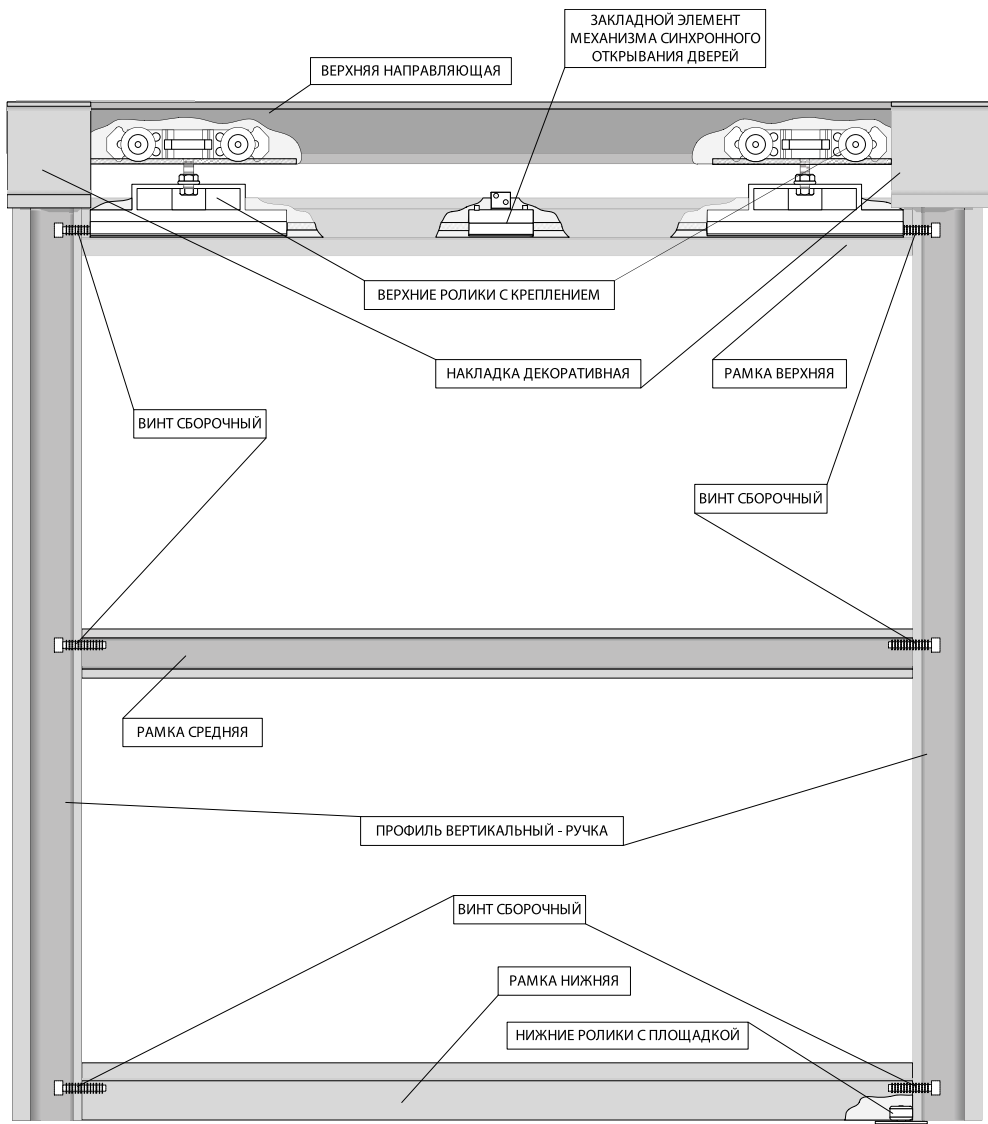 ЗАКЛАДНОЙ ЭЛЕМЕНТ
МЕХАНИЗМА СИНХРОННОГО
ОТКРЫВАНИЯ ДВЕРЕЙ
ВЕРХНЯЯ НАПРАВЛЯЮЩАЯ
ВЕРХНИЕ РОЛИКИ С КРЕПЛЕНИЕМ
НАКЛАДКА ДЕКОРАТИВНАЯ
РАМКА ВЕРХНЯЯ
ВИНТ СБОРОЧНЫЙ
ВИНТ СБОРОЧНЫЙ
РАМКА СРЕДНЯЯ
ПРОФИЛЬ ВЕРТИКАЛЬНЫЙ - РУЧКА
ВИНТ СБОРОЧНЫЙ
РАМКА НИЖНЯЯ
НИЖНИЕ РОЛИКИ С ПЛОЩАДКОЙ